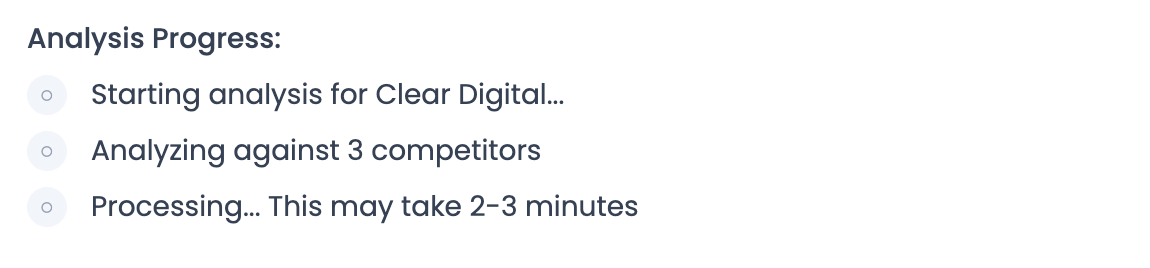 Analysis Progress:
Starting analysis for Clear Digital...
Analyzing against 3 competitors
Processing... This may take 2-3 minutes